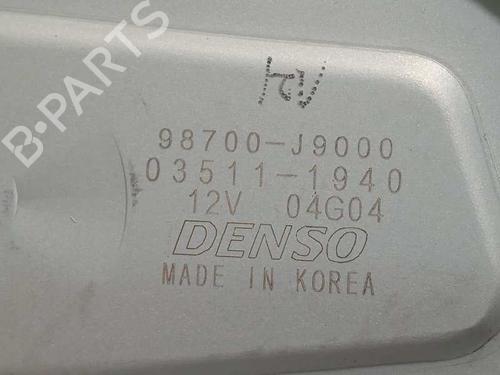 98700-J9000
03511-1940
12V 04G04
DENSO
MADE IN KOREA
B-PARTS